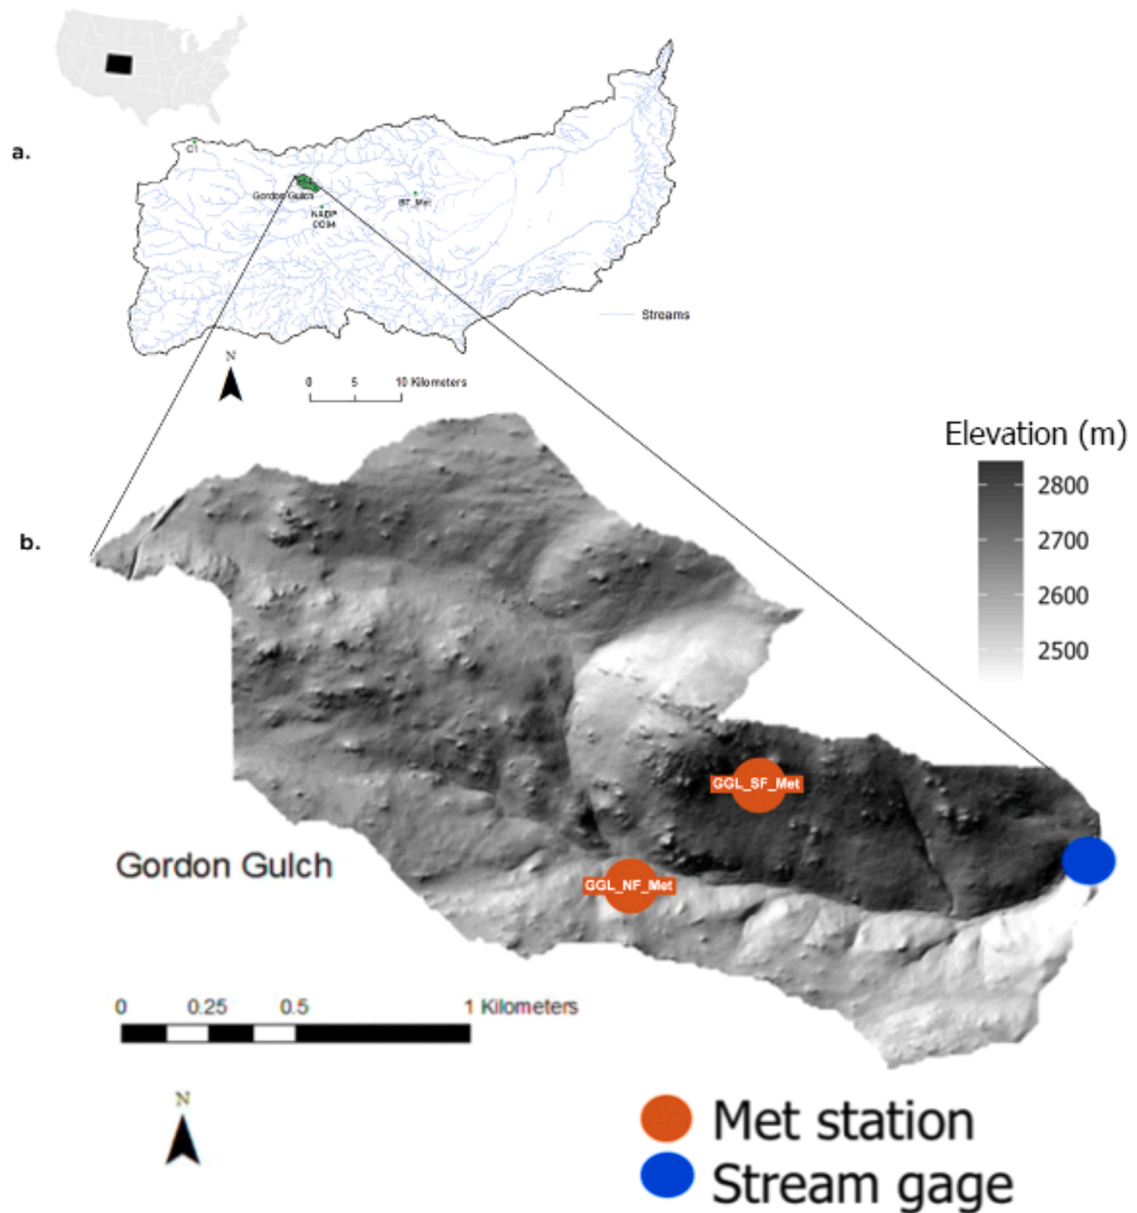 a.
C1
Gordon Gulch
NADP
CO94
BT_Met
Streams
N
0 5 10 Kilometers
Elevation (m)
2800
2700
2600
2500
b.
GGL_SF_Met
GGL_NF_Met
Gordon Gulch
0 0.25 0.5 1 Kilometers
N
Met station
Stream gage